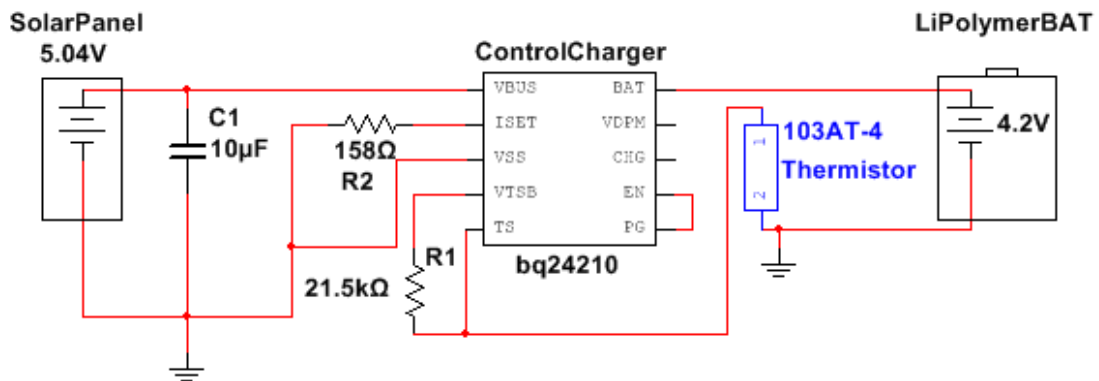 SolarPanel
5.04V
C1
10µF
158Ω
R2
ControlCharger
VBUS
ISET
VSS
VTSB
TS
BAT
VDPM
CHG
EN
PG
bq24210
R1
21.5kΩ
1
2
103AT-4
Thermistor
LiPolymerBAT
4.2V